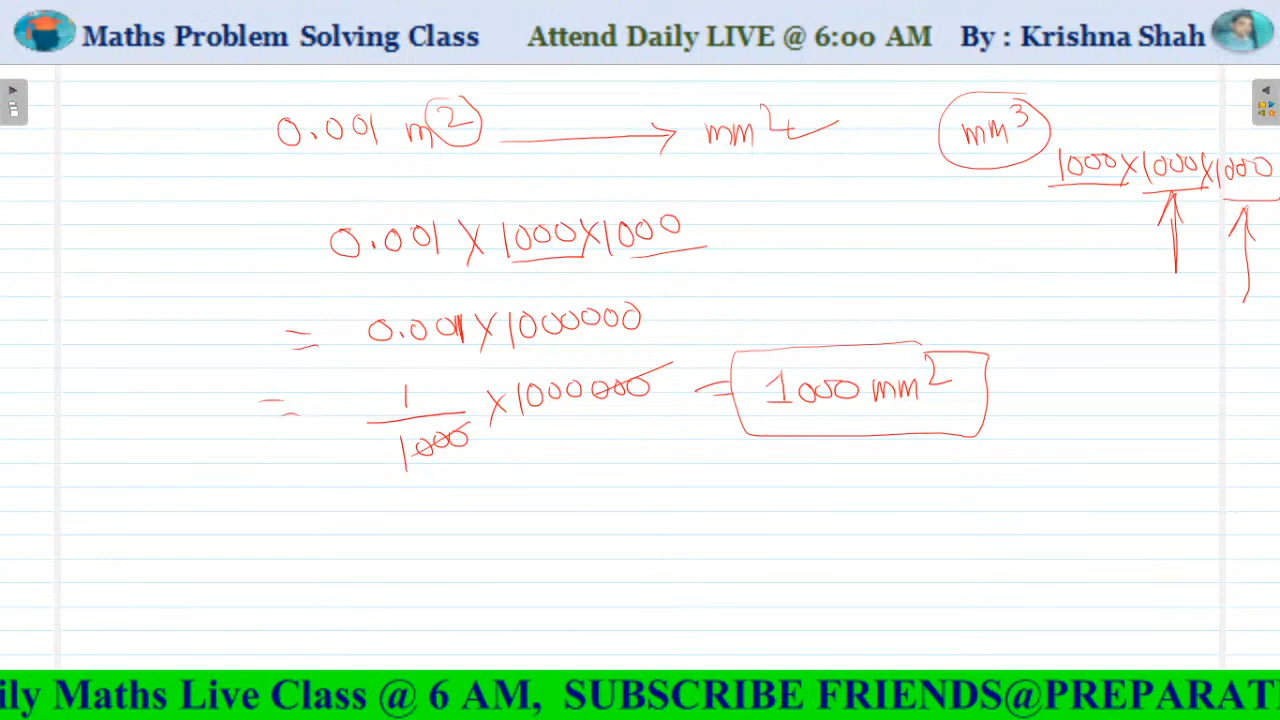 Maths Problem Solving Class Attend Daily LIVE @ 6:00 AM By : Krishna Shah
0.001 m² → mm² mm³
1000×1000×1000
0.001 × 1000×1000
= 0.001 × 1000000
= 1/1000 × 1000000 = 1000 mm²
ily Maths Live Class @ 6 AM, SUBSCRIBE FRIENDS@PREPARAT